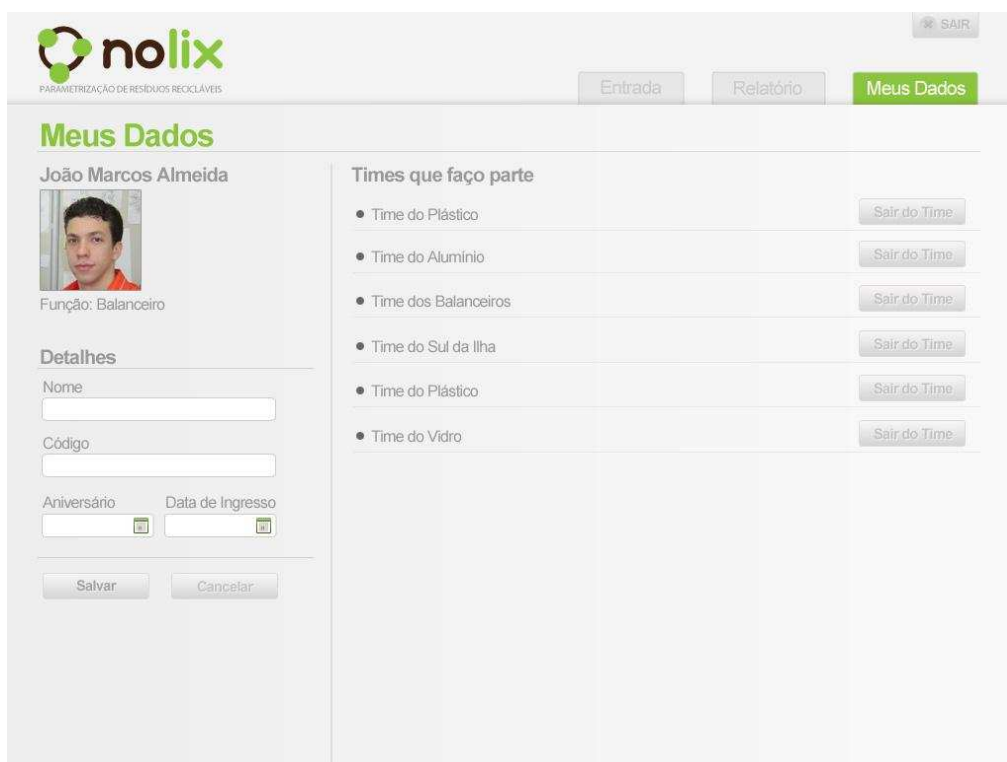 SAIR
nolix
PARAMETRIZAÇÃO DE RESÍDUOS RECICLÁVEIS
Entrada
Relatório
Meus Dados
Meus Dados
João Marcos Almeida
Função: Balanceiro
Detalhes
Nome
Código
Aniversário Data de Ingresso
Salvar Cancelar
Times que faço parte
Time do Plástico Sair do Time
Time do Alumínio Sair do Time
Time dos Balanceiros Sair do Time
Time do Sul da Ilha Sair do Time
Time do Plástico Sair do Time
Time do Vidro Sair do Time